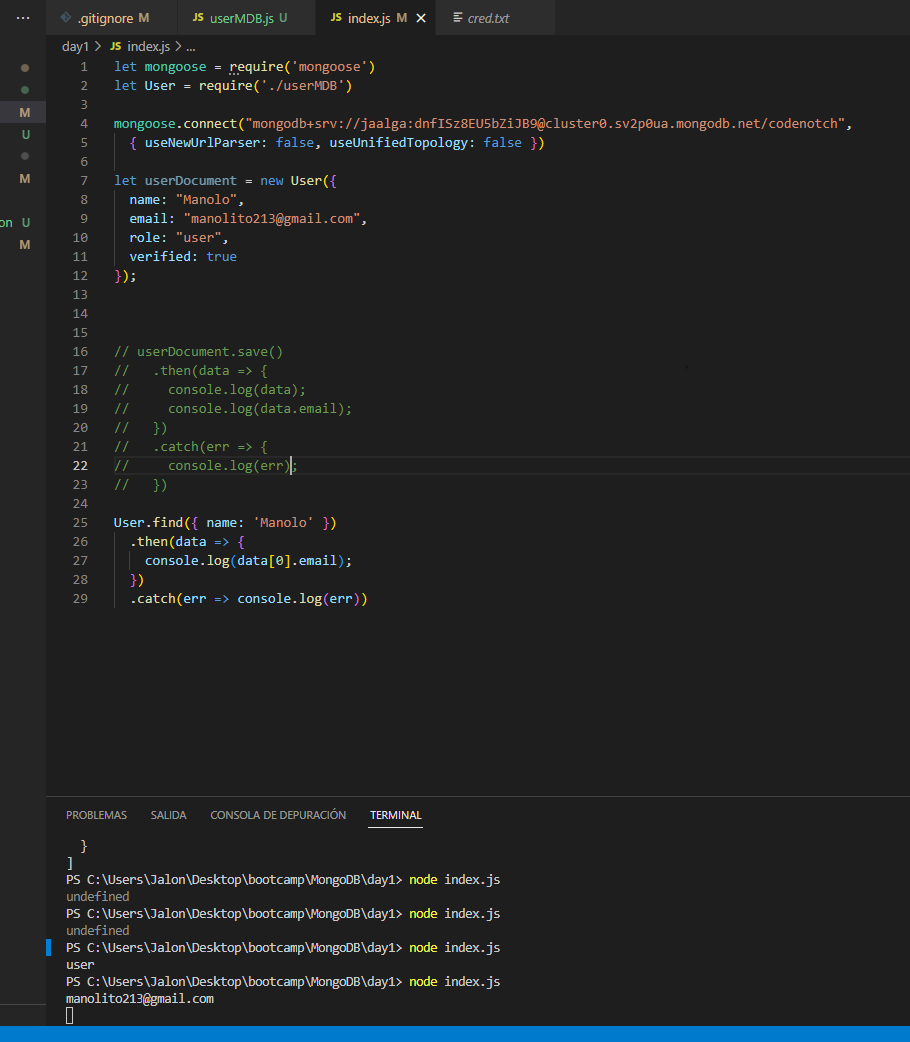 ... .gitignore M JS userMDB.js U JS index.js M × cred.txt
day1 > JS index.js > ...
M
U
M
on U
M
1 let mongoose = require('mongoose')
2 let User = require('./userMDB')
3
4 mongoose.connect("mongodb+srv://jaalga:dnfISz8EU5bZiJB9@cluster0.sv2p0ua.mongodb.net/codenotch",
5 { useNewUrlParser: false, useUnifiedTopology: false })
6
7 let userDocument = new User({
8 name: "Manolo",
9 email: "manolito213@gmail.com",
10 role: "user",
11 verified: true
12 });
13
14
15
16 // userDocument.save()
17 // .then(data => {
18 // console.log(data);
19 // console.log(data.email);
20 // })
21 // .catch(err => {
22 // console.log(err);
23 // })
24
25 User.find({ name: 'Manolo' })
26 .then(data => {
27 console.log(data[0].email);
28 })
29 .catch(err => console.log(err))
PROBLEMAS SALIDA CONSOLA DE DEPURACIÓN TERMINAL
}
]
PS C:\Users\Jalon\Desktop\bootcamp\MongoDB\day1> node index.js
undefined
PS C:\Users\Jalon\Desktop\bootcamp\MongoDB\day1> node index.js
undefined
PS C:\Users\Jalon\Desktop\bootcamp\MongoDB\day1> node index.js
user
PS C:\Users\Jalon\Desktop\bootcamp\MongoDB\day1> node index.js
manolito213@gmail.com